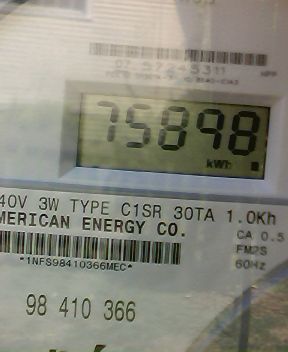 75898
kWh
40V 3W TYPE C1SR 30TA 1.0Kh
MERICAN ENERGY CO.
CA 0.5
FM2S
60Hz
*1NFS98410366MEC*
98 410 366